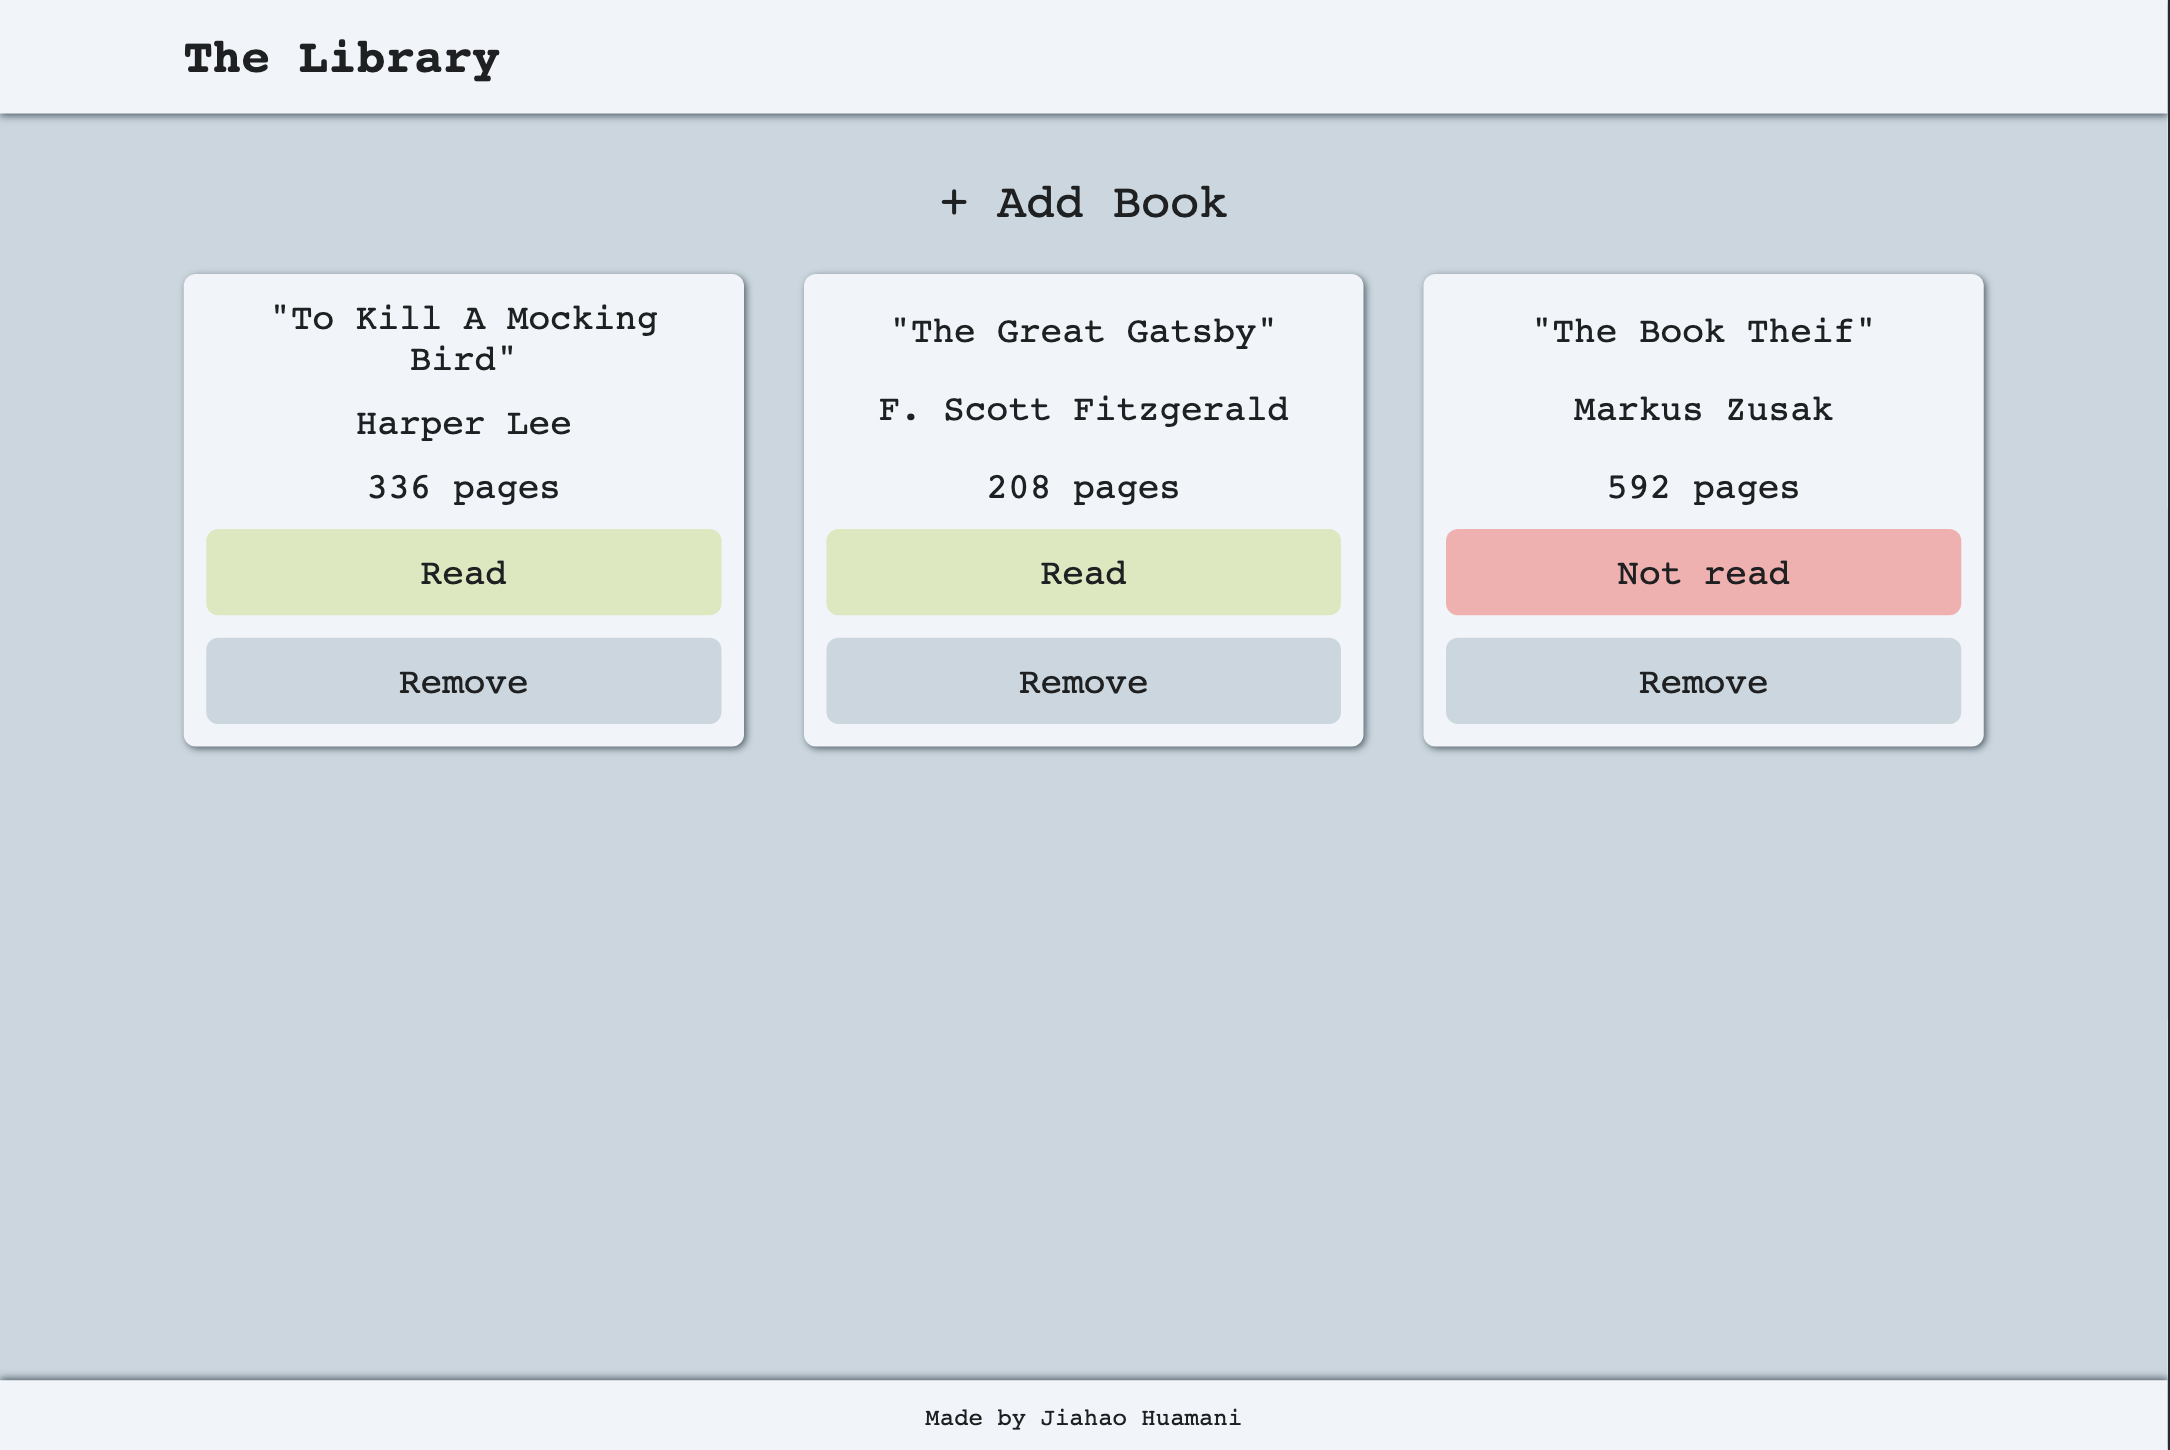 The Library
+ Add Book
"To Kill A Mocking
Bird"
Harper Lee
336 pages
Read
Remove
"The Great Gatsby"
F. Scott Fitzgerald
208 pages
Read
Remove
"The Book Theif"
Markus Zusak
592 pages
Not read
Remove
Made by Jiahao Huamani